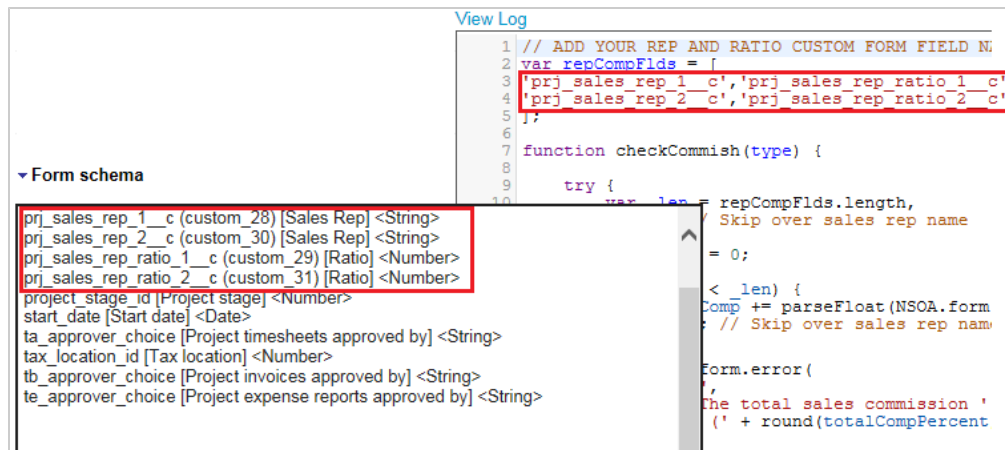 View Log
1 // ADD YOUR REP AND RATIO CUSTOM FORM FIELD
2 var repCompFlds = [
3 'prj_sales_rep_1__c','prj_sales_rep_ratio_1__c'
4 'prj_sales_rep_2__c','prj_sales_rep_ratio_2__c'
5 ];
6
7 function checkCommish(type) {
8
9 try {
10 var _len = repCompFlds.length,
/ Skip over sales rep name
= 0;
< _len) {
Comp += parseFloat(NSOA.form
; // Skip over sales rep
form.error(
',
The total sales commission '
(' + round(totalCompPercent
Form schema
prj_sales_rep_1__c (custom_28) [Sales Rep] <String>
prj_sales_rep_2__c (custom_30) [Sales Rep] <String>
prj_sales_rep_ratio_1__c (custom_29) [Ratio] <Number>
prj_sales_rep_ratio_2__c (custom_31) [Ratio] <Number>
project_stage_id [Project stage] <Number>
start_date [Start date] <Date>
ta_approver_choice [Project timesheets approved by] <String>
tax_location_id [Tax location] <Number>
tb_approver_choice [Project invoices approved by] <String>
te_approver_choice [Project expense reports approved by] <String>